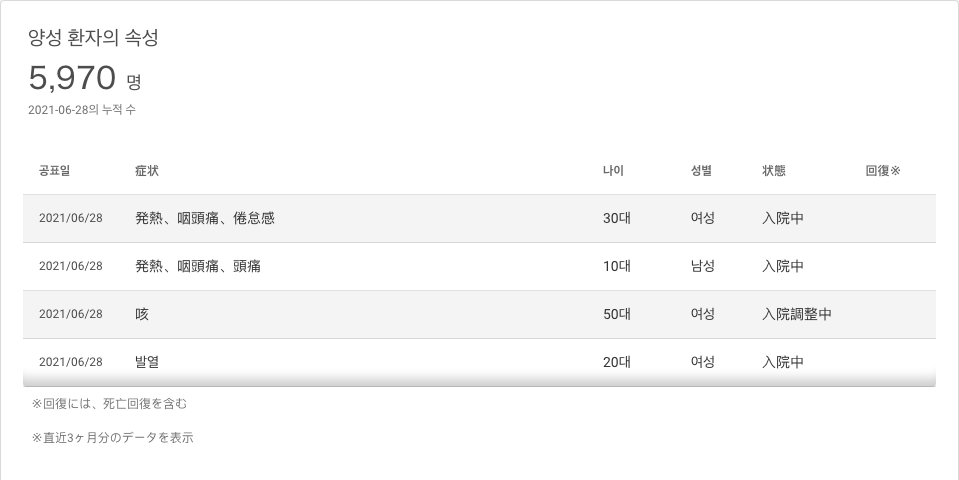 양성 환자의 속성
5,970 명
2021-06-28의 누적 수
공표일 症状 나이 성별 状態 回復※
2021/06/28 発熱、咽頭痛、倦怠感 30대 여성 入院中
2021/06/28 発熱、咽頭痛、頭痛 10대 남성 入院中
2021/06/28 咳 50대 여성 入院調整中
2021/06/28 발열 20대 여성 入院中
※回復には、死亡回復を含む
※直近3ヶ月分のデータを表示